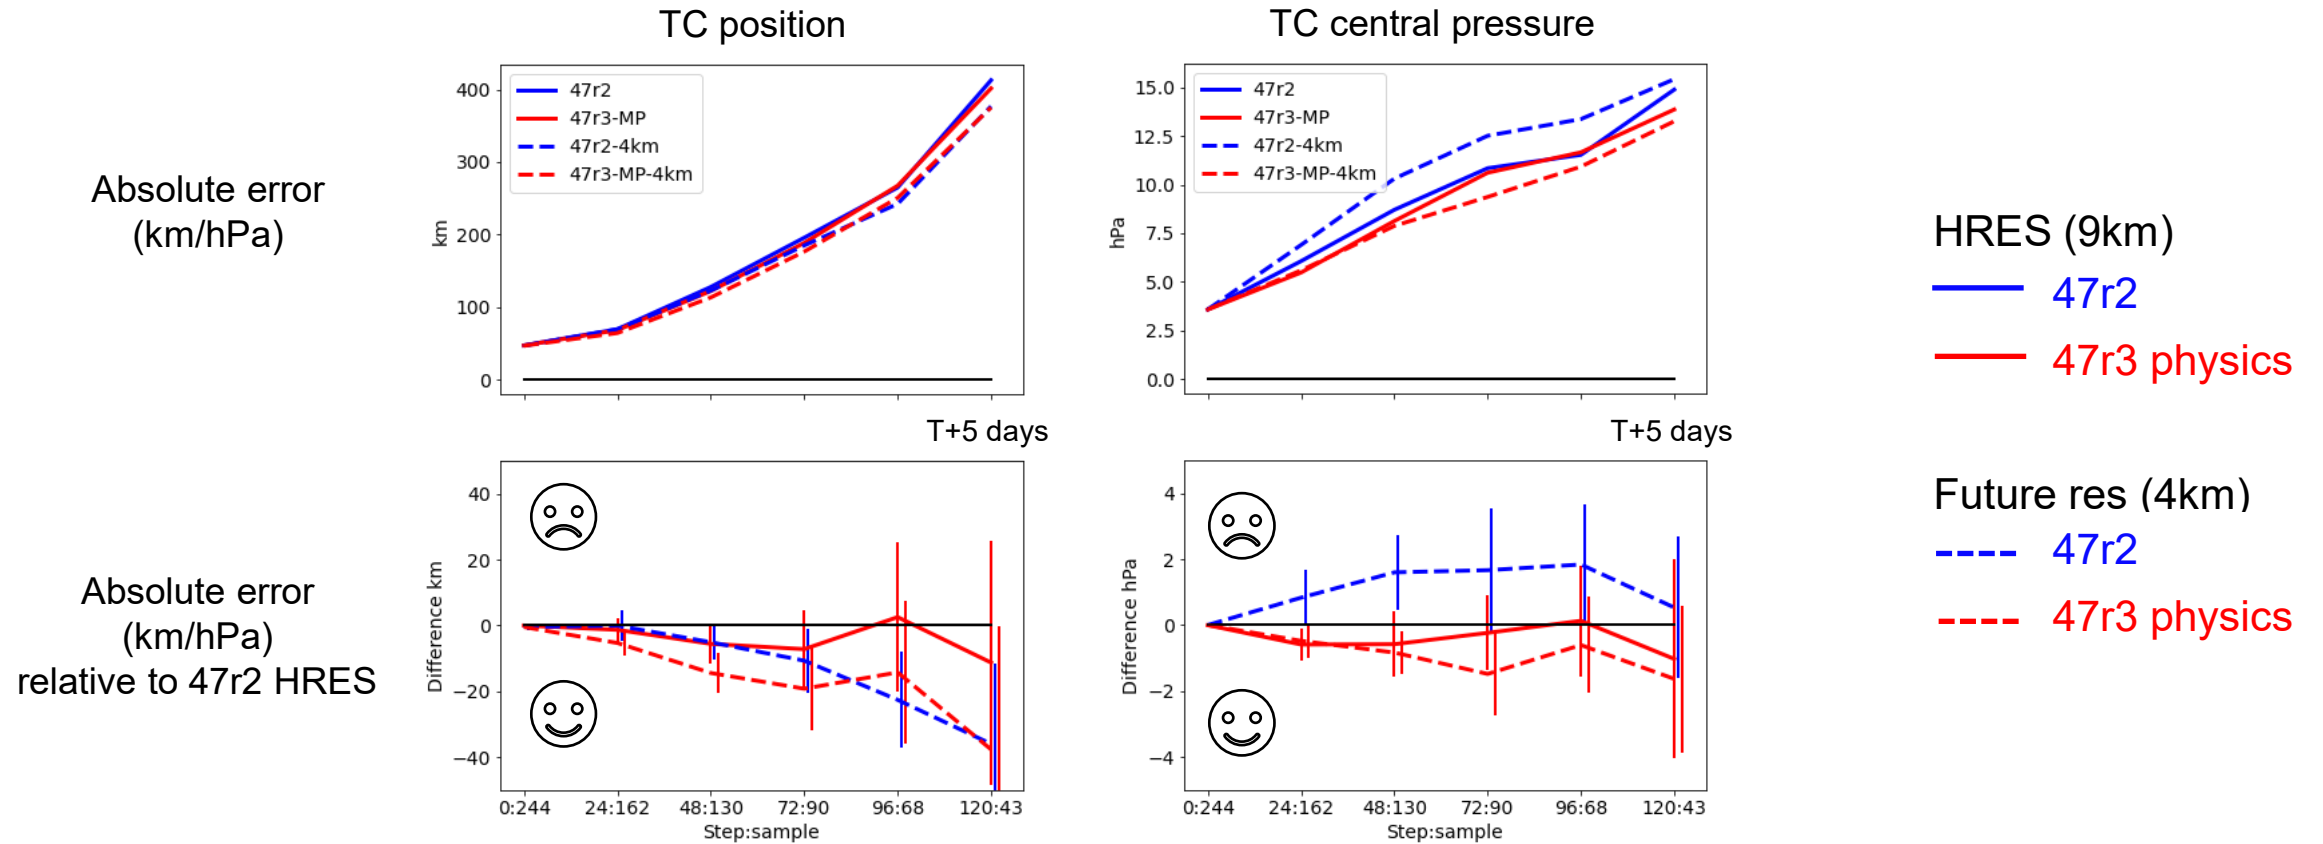 TC position
TC central pressure
Absolute error
(km/hPa)
400
300
200
100
0
km
47r2
47r3-MP
47r2-4km
47r3-MP-4km
T+5 days
15.0
12.5
10.0
7.5
5.0
2.5
0.0
hPa
47r2
47r3-MP
47r2-4km
47r3-MP-4km
T+5 days
HRES (9km)
47r2
47r3 physics
Absolute error
(km/hPa)
relative to 47r2 HRES
40
20
0
−20
−40
Difference km
0:244 24:162 48:130 72:90 96:68 120:43
Step:sample
4
2
0
−2
−4
Difference hPa
0:244 24:162 48:130 72:90 96:68 120:43
Step:sample
Future res (4km)
47r2
47r3 physics